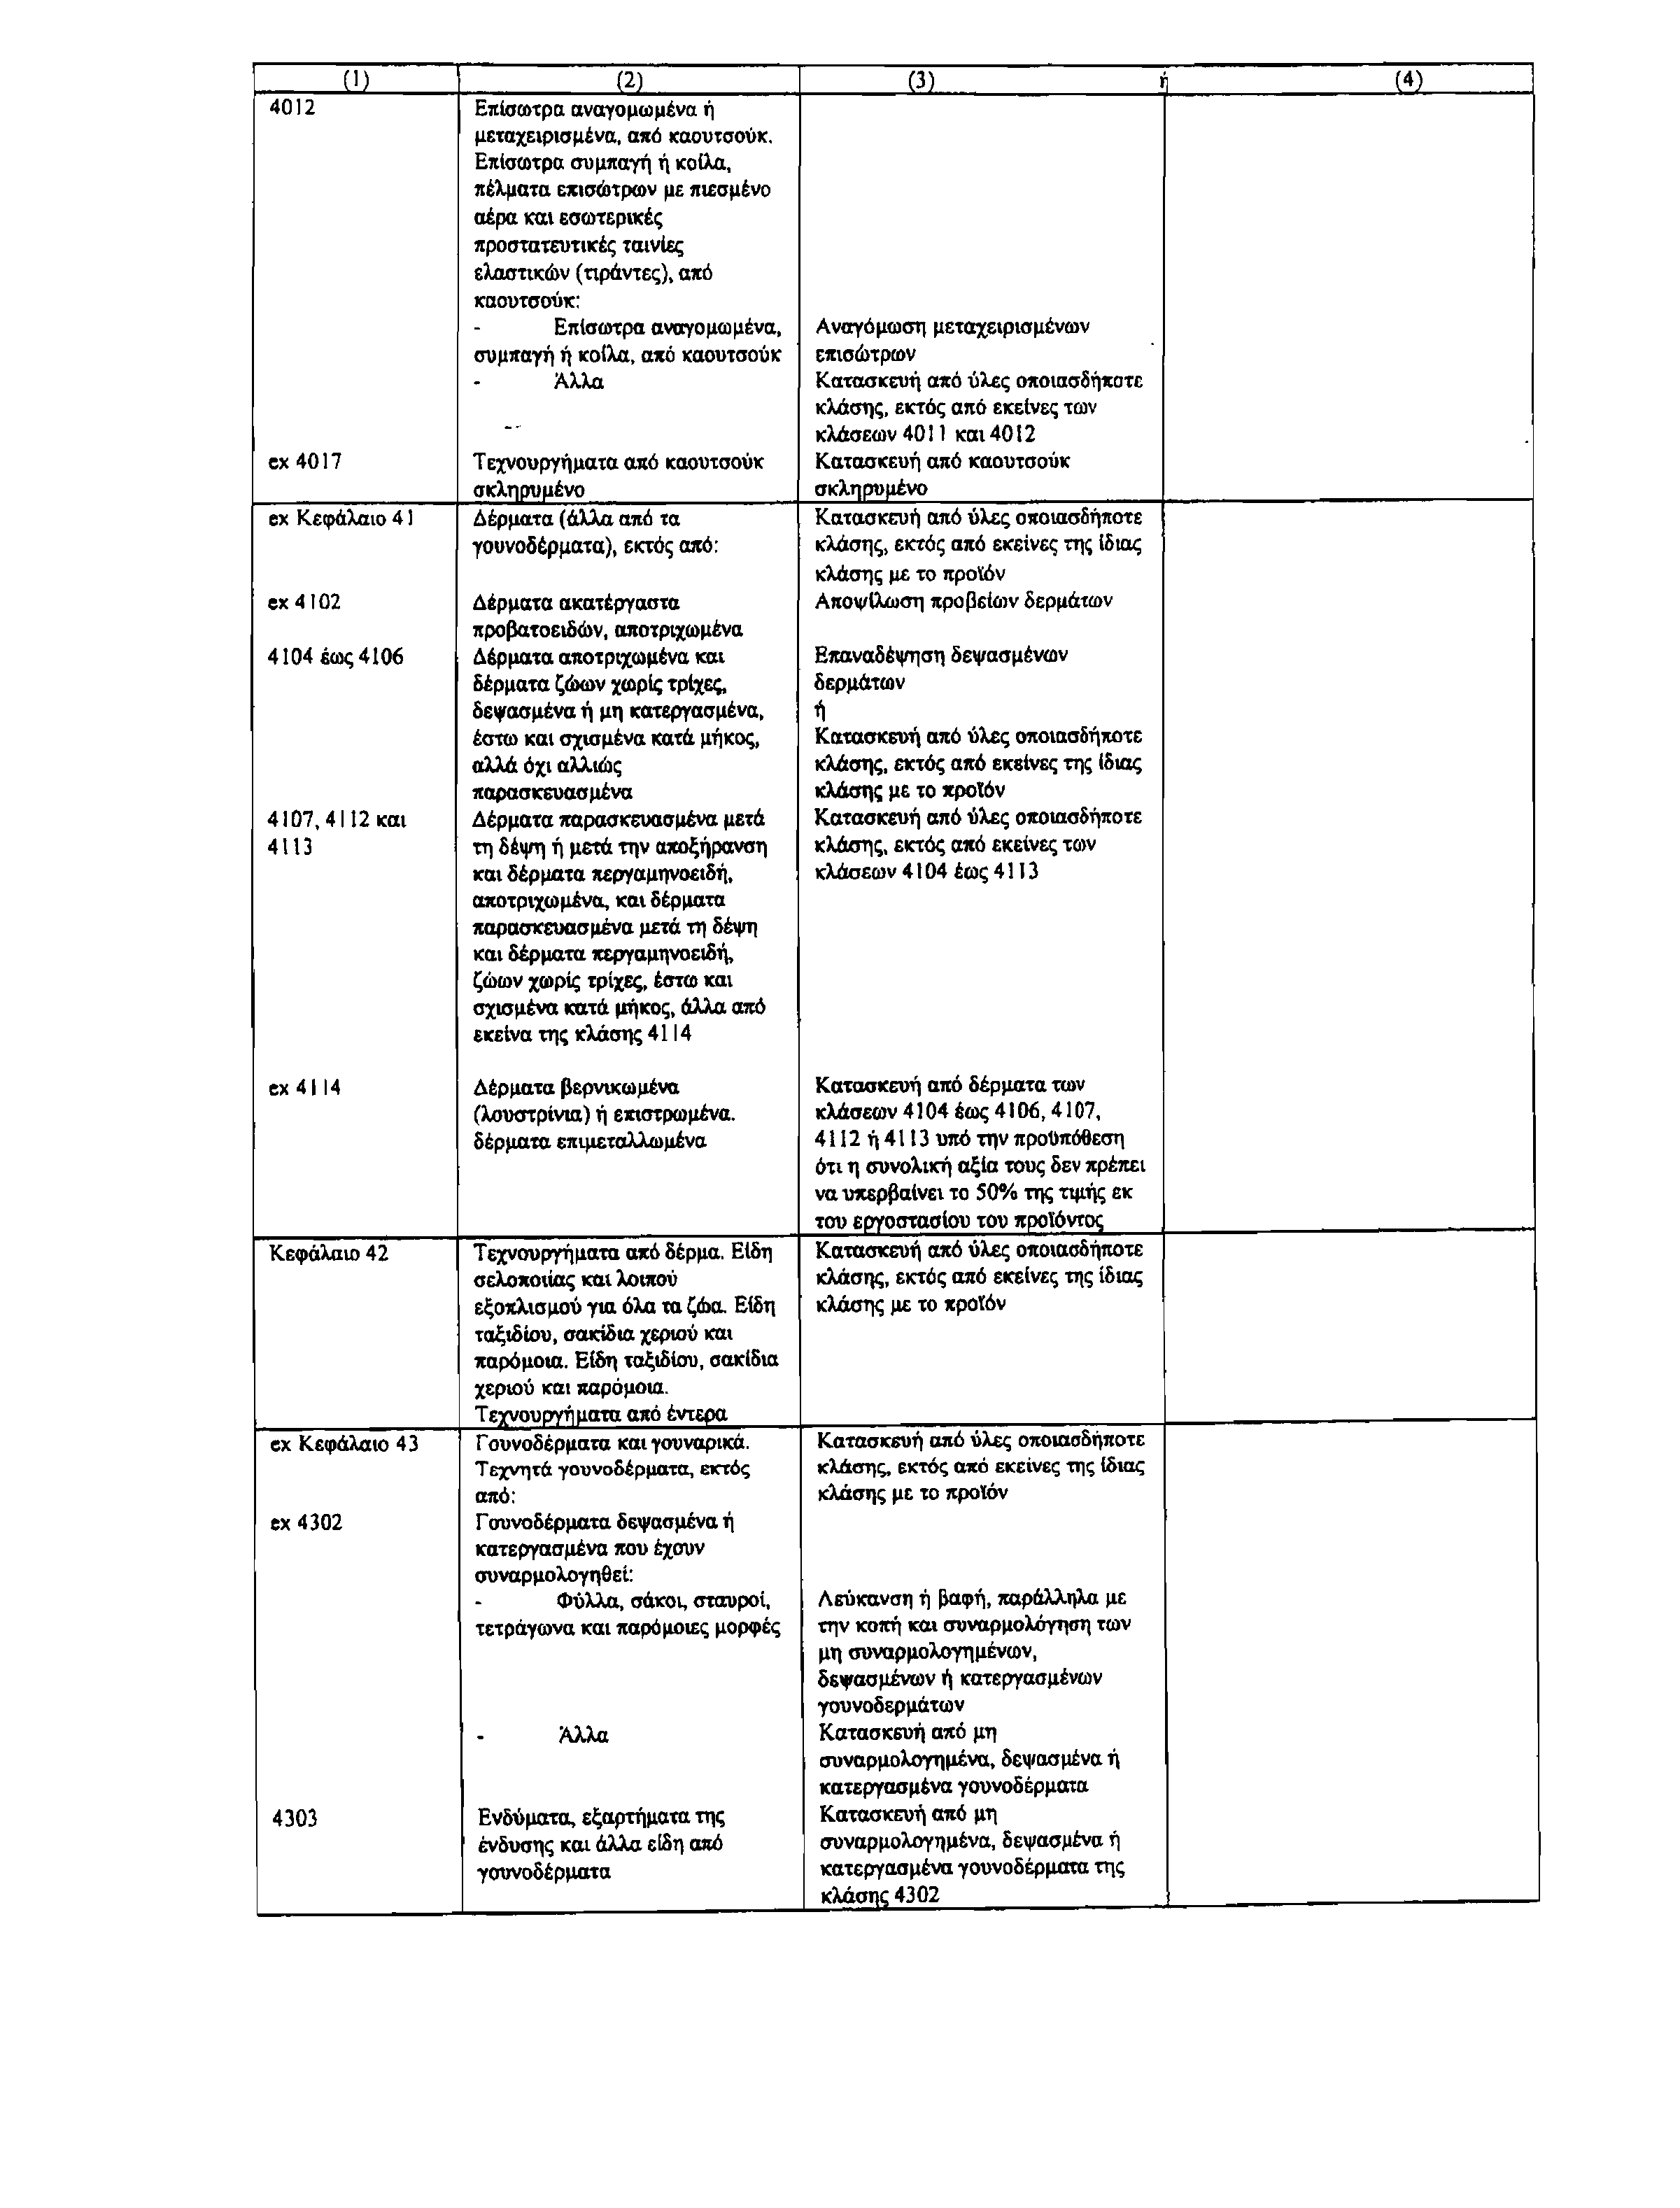 (1) (2) (3) ή (4)
4012 Επίσωτρα αναγομωμένα ή
μεταχειρισμένα, από καουτσούκ.
Επίσωτρα συμπαγή ή κοίλα,
πέλματα επισώτρων με πιεσμένο
αέρα και εσωτερικές
προστατευτικές ταινίες
ελαστικών (τιράντες), από
καουτσούκ:
- Επίσωτρα αναγομωμένα, Αναγόμωση μεταχειρισμένων
συμπαγή ή κοίλα, από καουτσούκ επισώτρων
- Άλλα Κατασκευή από ύλες οποιασδήποτε
κλάσης, εκτός από εκείνες των
κλάσεων 4011 και 4012
ex 4017 Τεχνουργήματα από καουτσούκ Κατασκευή από καουτσούκ
σκληρυμένο σκληρυμένο
ex Κεφάλαιο 41 Δέρματα (άλλα από τα Κατασκευή από ύλες οποιασδήποτε
γουνοδέρματα), εκτός από: κλάσης, εκτός από εκείνες της ίδιας
κλάσης με το προϊόν
ex 4102 Δέρματα ακατέργαστα Αποψίλωση προβείων δερμάτων
προβατοειδών, αποτριχωμένα
4104 έως 4106 Δέρματα αποτριχωμένα και Επαναδέψηση δεψασμένων
δέρματα ζώων χωρίς τρίχες, δερμάτων
δεψασμένα ή μη κατεργασμένα, ή
έστω και σχισμένα κατά μήκος, Κατασκευή από ύλες οποιασδήποτε
αλλά όχι αλλιώς κλάσης, εκτός από εκείνες της ίδιας
παρασκευασμένα κλάσης με το προϊόν
4107, 4112 και Δέρματα παρασκευασμένα μετά Κατασκευή από ύλες οποιασδήποτε
4113 τη δέψη ή μετά την αποξήρανση κλάσης, εκτός από εκείνες των
και δέρματα περγαμηνοειδή, κλάσεων 4104 έως 4113
αποτριχωμένα, και δέρματα
παρασκευασμένα μετά τη δέψη
και δέρματα περγαμηνοειδή,
ζώων χωρίς τρίχες, έστω και
σχισμένα κατά μήκος, άλλα από
εκείνα της κλάσης 4114
ex 4114 Δέρματα βερνικωμένα Κατασκευή από δέρματα των
(λουστρίνια) ή επιστρωμένα. κλάσεων 4104 έως 4106, 4107,
δέρματα επιμεταλλωμένα 4112 ή 4113 υπό την προϋπόθεση
ότι η συνολική αξία τους δεν πρέπει
να υπερβαίνει το 50% της τιμής εκ
του εργοστασίου του προϊόντος
Κεφάλαιο 42 Τεχνουργήματα από δέρμα. Είδη Κατασκευή από ύλες οποιασδήποτε
σελοποιίας και λοιπού κλάσης, εκτός από εκείνες της ίδιας
εξοπλισμού για όλα τα ζώα. Είδη κλάσης με το προϊόν
ταξιδίου, σακίδια χεριού και
παρόμοια. Είδη ταξιδίου, σακίδια
χεριού και παρόμοια.
Τεχνουργήματα από έντερα
ex Κεφάλαιο 43 Γουνοδέρματα και γουναρικά. Κατασκευή από ύλες οποιασδήποτε
Τεχνητά γουνοδέρματα, εκτός κλάσης, εκτός από εκείνες της ίδιας
από: κλάσης με το προϊόν
ex 4302 Γουνοδέρματα δεψασμένα ή
κατεργασμένα που έχουν
συναρμολογηθεί:
- Φύλλα, σάκοι, σταυροί, Λεύκανση ή βαφή, παράλληλα με
τετράγωνα και παρόμοιες μορφές την κοπή και συναρμολόγηση των
μη συναρμολογημένων,
δεψασμένων ή κατεργασμένων
γουνοδερμάτων
- Άλλα Κατασκευή από μη
συναρμολογημένα, δεψασμένα ή
κατεργασμένα γουνοδέρματα
4303 Ενδύματα, εξαρτήματα της Κατασκευή από μη
ένδυσης και άλλα είδη από συναρμολογημένα, δεψασμένα ή
γουνοδέρματα κατεργασμένα γουνοδέρματα της
κλάσης 4302